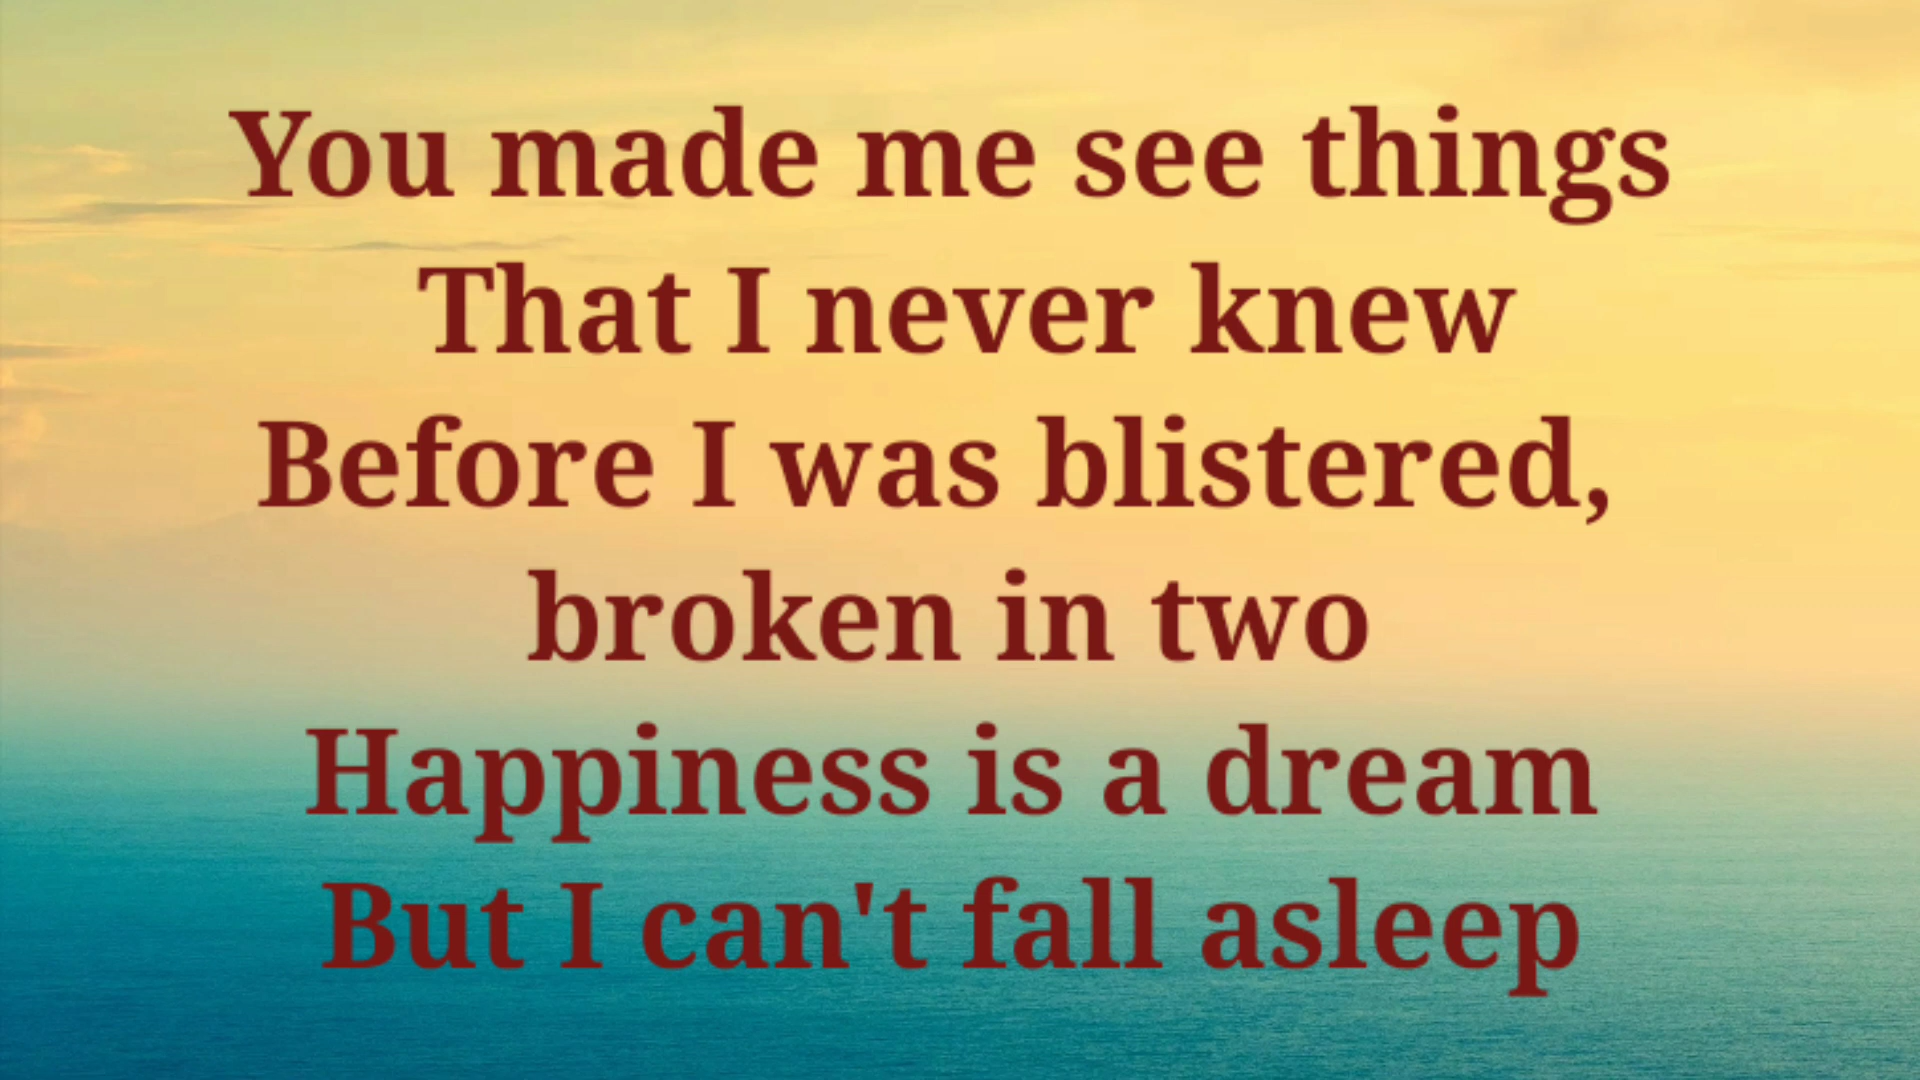 You made me see things
That I never knew
Before I was blistered,
broken in two
Happiness is a dream
But I can't fall asleep